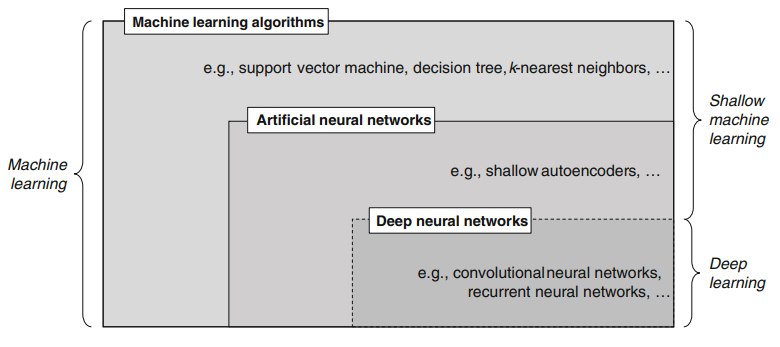 Machine learning algorithms
e.g., support vector machine, decision tree, k-nearest neighbors, …
Shallow
machine
learning
Artificial neural networks
Machine
learning
e.g., shallow autoencoders, …
Deep neural networks
e.g., convolutional neural networks,
recurrent neural networks, …
Deep
learning